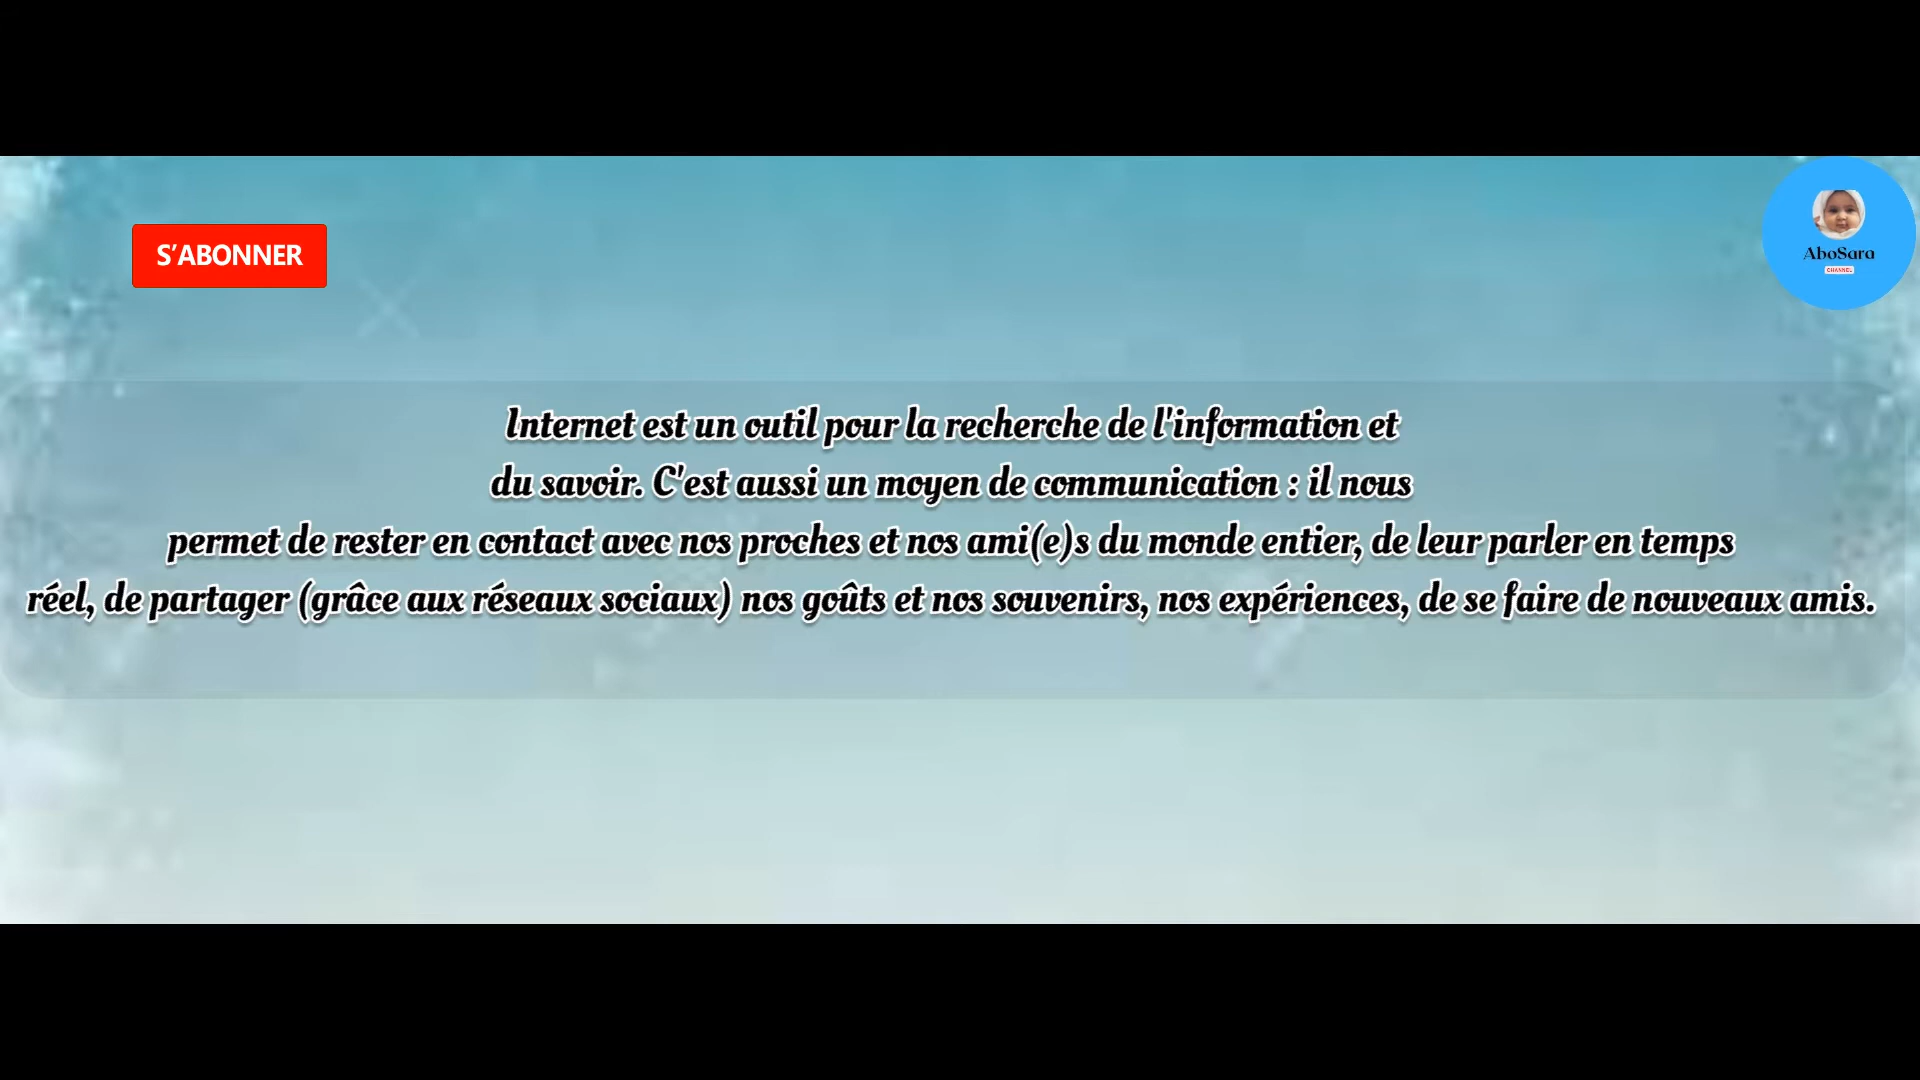 S'ABONNER
AboSara
CHANNEL
Internet est un outil pour la recherche de l'information et
du savoir. C'est aussi un moyen de communication : il nous
permet de rester en contact avec nos proches et nos ami(e)s du monde entier, de leur parler en temps
réel, de partager (grâce aux réseaux sociaux) nos goûts et nos souvenirs, nos expériences, de se faire de nouveaux amis.